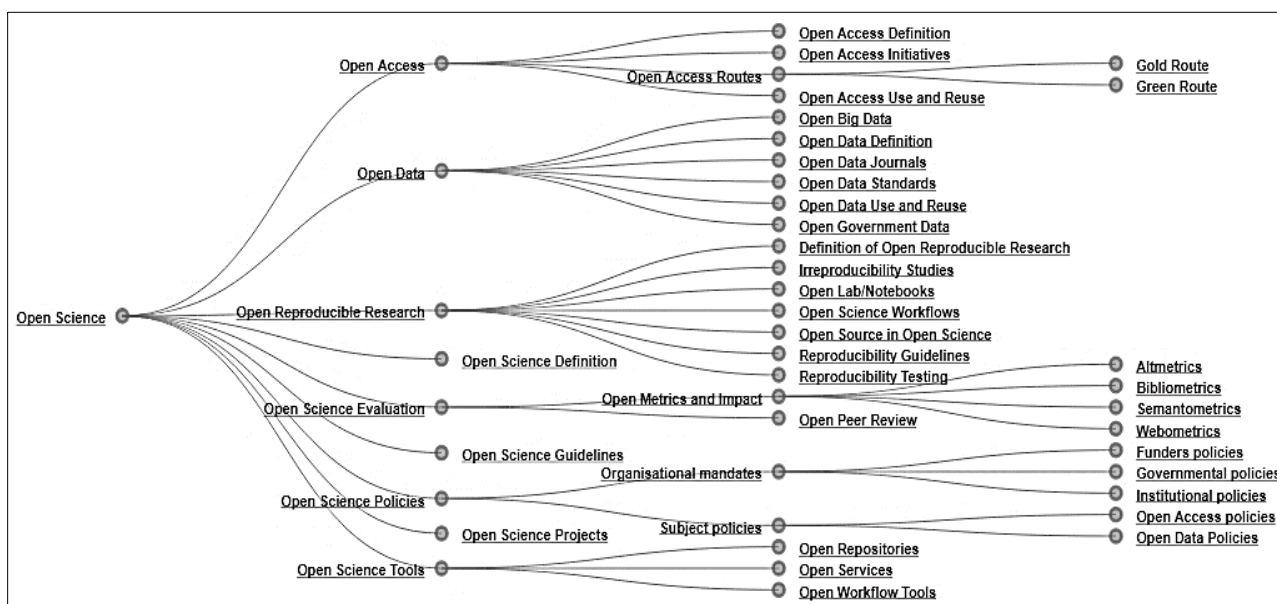 Open Science
Open Access
Open Access Definition
Open Access Initiatives
Open Access Routes
Gold Route
Green Route
Open Access Use and Reuse
Open Data
Open Big Data
Open Data Definition
Open Data Journals
Open Data Standards
Open Data Use and Reuse
Open Government Data
Open Reproducible Research
Definition of Open Reproducible Research
Irreproducibility Studies
Open Lab/Notebooks
Open Science Workflows
Open Source in Open Science
Reproducibility Guidelines
Reproducibility Testing
Open Science Definition
Open Science Evaluation
Open Metrics and Impact
Altmetrics
Bibliometrics
Semantometrics
Webometrics
Open Peer Review
Open Science Guidelines
Open Science Policies
Organisational mandates
Funders policies
Governmental policies
Institutional policies
Subject policies
Open Access policies
Open Data Policies
Open Science Projects
Open Science Tools
Open Repositories
Open Services
Open Workflow Tools